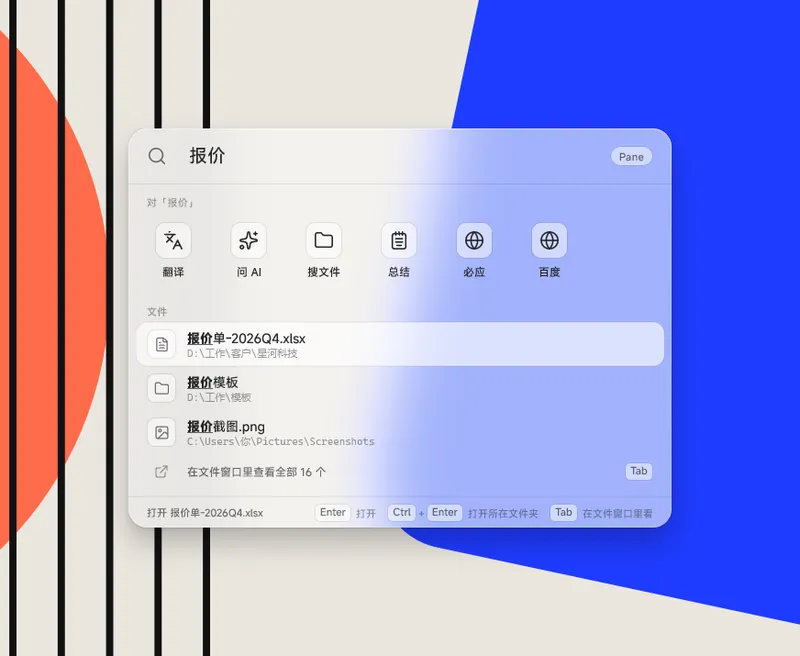 报价
Pane
对「报价」
翻译 问 AI 搜文件 总结 必应 百度
文件
报价单-2026Q4.xlsx
D:\工作\客户\星河科技
报价模板
D:\工作\模板
报价截图.png
C:\Users\你\Pictures\Screenshots
在文件窗口里查看全部 16 个 Tab
打开 报价单-2026Q4.xlsx Enter 打开 Ctrl + Enter 打开所在文件夹 Tab 在文件窗口里看